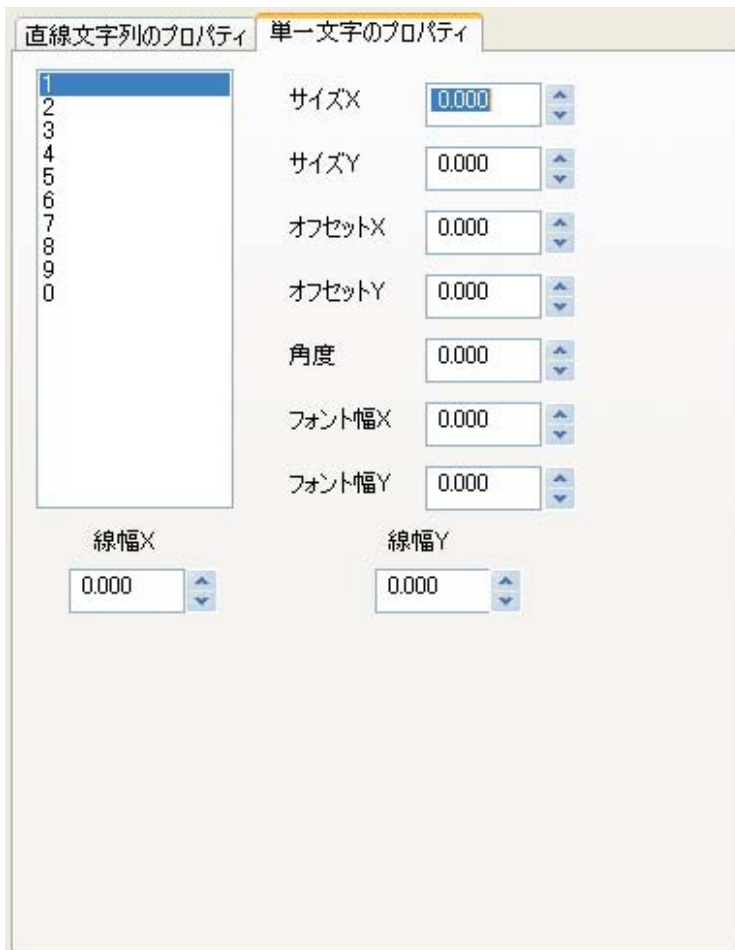 直線文字列のプロパティ 単一文字のプロパティ
1
2
3
4
5
6
7
8
9
0
サイズX 0.000
サイズY 0.000
オフセットX 0.000
オフセットY 0.000
角度 0.000
フォント幅X 0.000
フォント幅Y 0.000
線幅X 線幅Y
0.000 0.000